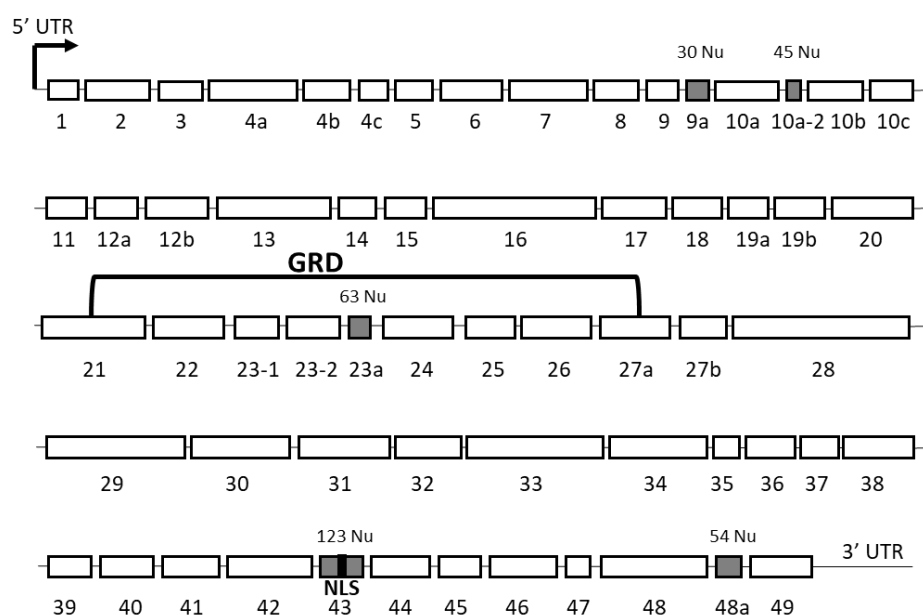 5′ UTR
30 Nu 45 Nu
1 2 3 4a 4b 4c 5 6 7 8 9 9a 10a 10a-2 10b 10c
11 12a 12b 13 14 15 16 17 18 19a 19b 20
GRD
63 Nu
21 22 23-1 23-2 23a 24 25 26 27a 27b 28
29 30 31 32 33 34 35 36 37 38
123 Nu 54 Nu
3′ UTR
NLS
39 40 41 42 43 44 45 46 47 48 48a 49